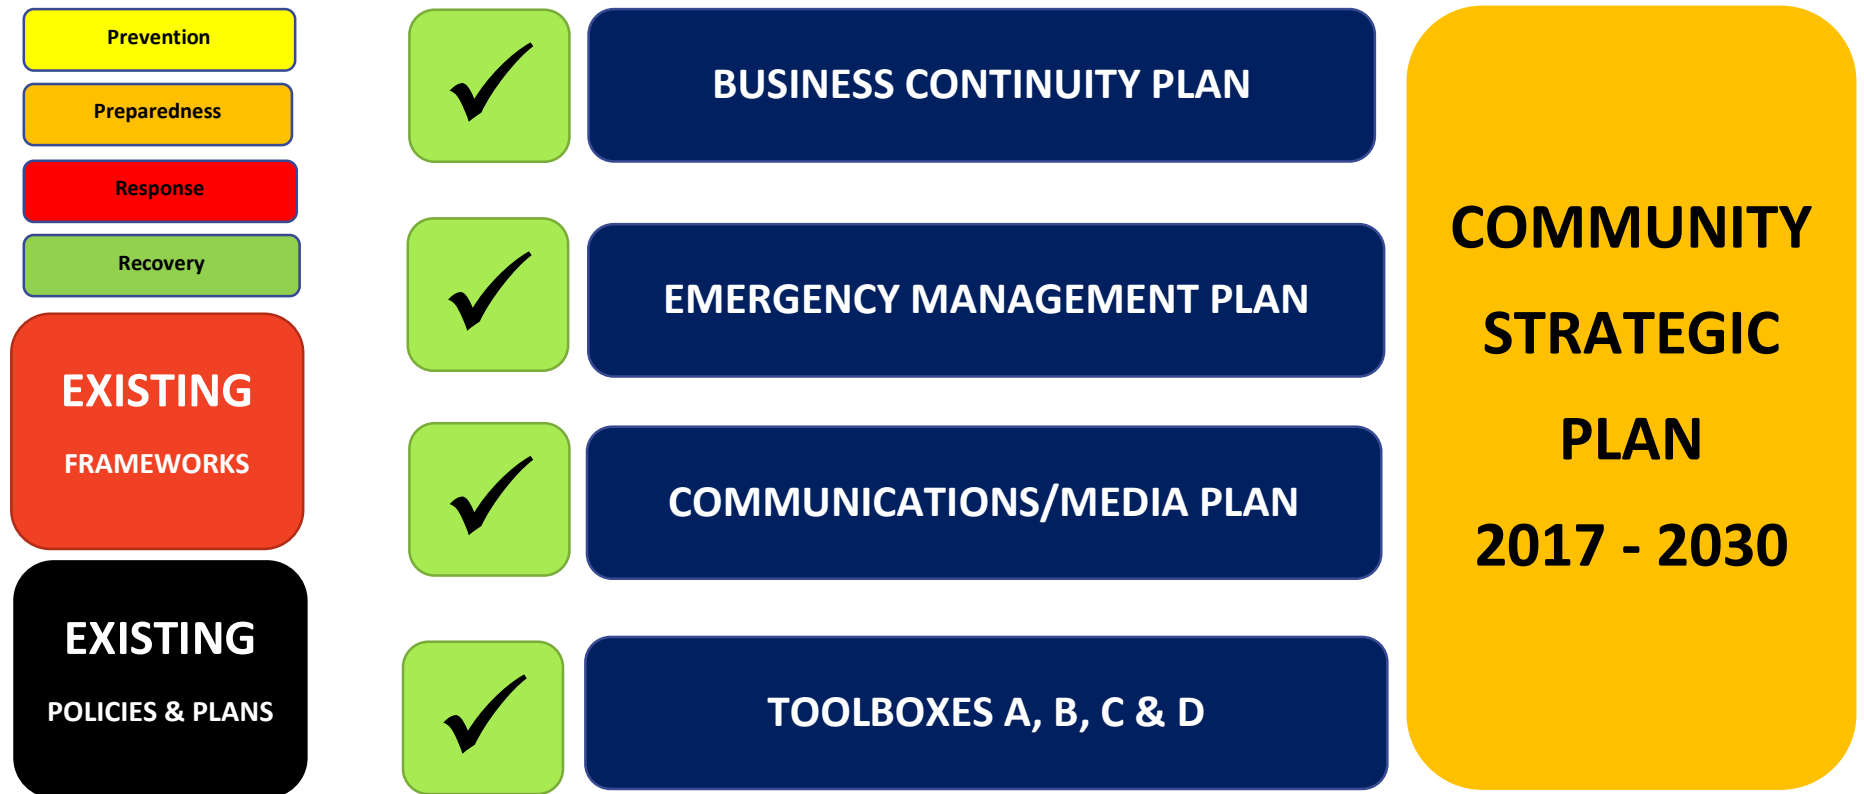 Prevention
Preparedness
Response
Recovery
EXISTING
FRAMEWORKS
EXISTING
POLICIES & PLANS
BUSINESS CONTINUITY PLAN
EMERGENCY MANAGEMENT PLAN
COMMUNICATIONS/MEDIA PLAN
TOOLBOXES A, B, C & D
COMMUNITY
STRATEGIC
PLAN
2017 - 2030